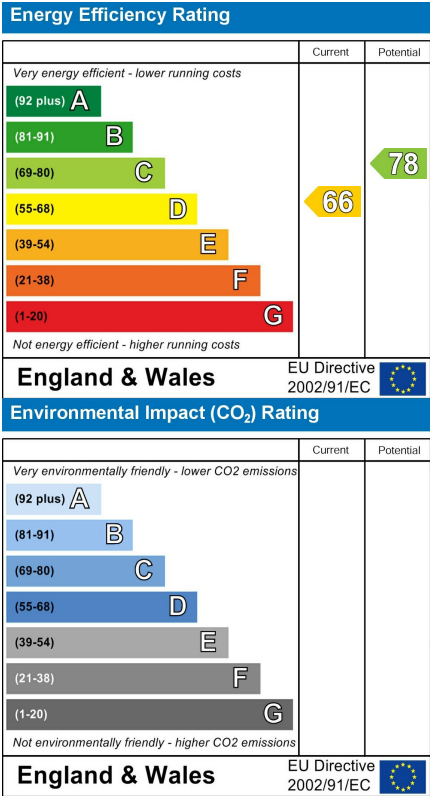 Energy Efficiency Rating
Current Potential
Very energy efficient - lower running costs
(92 plus) A
(81-91) B
(69-80) C
(55-68) D
(39-54) E
(21-38) F
(1-20) G
66
78
Not energy efficient - higher running costs
England & Wales
EU Directive
2002/91/EC
Environmental Impact (CO₂) Rating
Current Potential
Very environmentally friendly - lower CO2 emissions
(92 plus) A
(81-91) B
(69-80) C
(55-68) D
(39-54) E
(21-38) F
(1-20) G
Not environmentally friendly - higher CO2 emissions
England & Wales
EU Directive
2002/91/EC